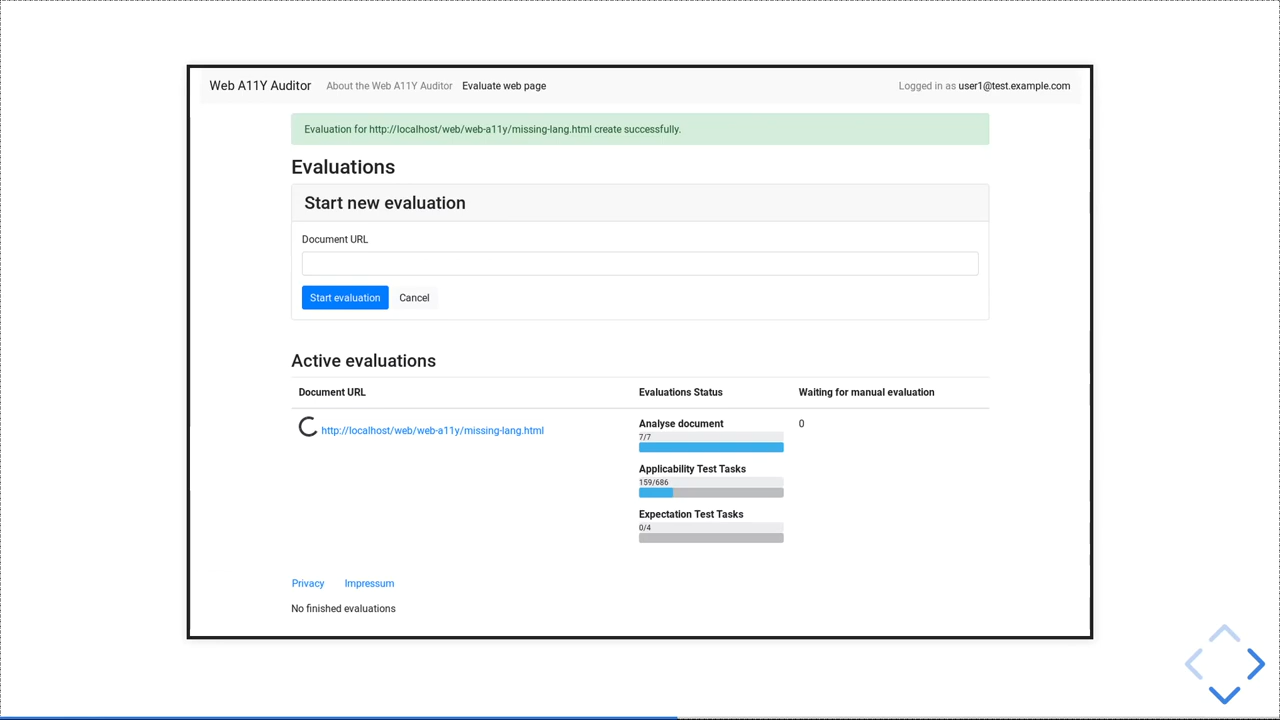 Web A11Y Auditor About the Web A11Y Auditor Evaluate web page Logged in as user1@test.example.com
Evaluation for http://localhost/web/web-a11y/missing-lang.html create successfully.
Evaluations
Start new evaluation
Document URL
Start evaluation Cancel
Active evaluations
Document URL Evaluations Status Waiting for manual evaluation
http://localhost/web/web-a11y/missing-lang.html Analyse document 0
7/7
Applicability Test Tasks
159/686
Expectation Test Tasks
0/4
Privacy Impressum
No finished evaluations